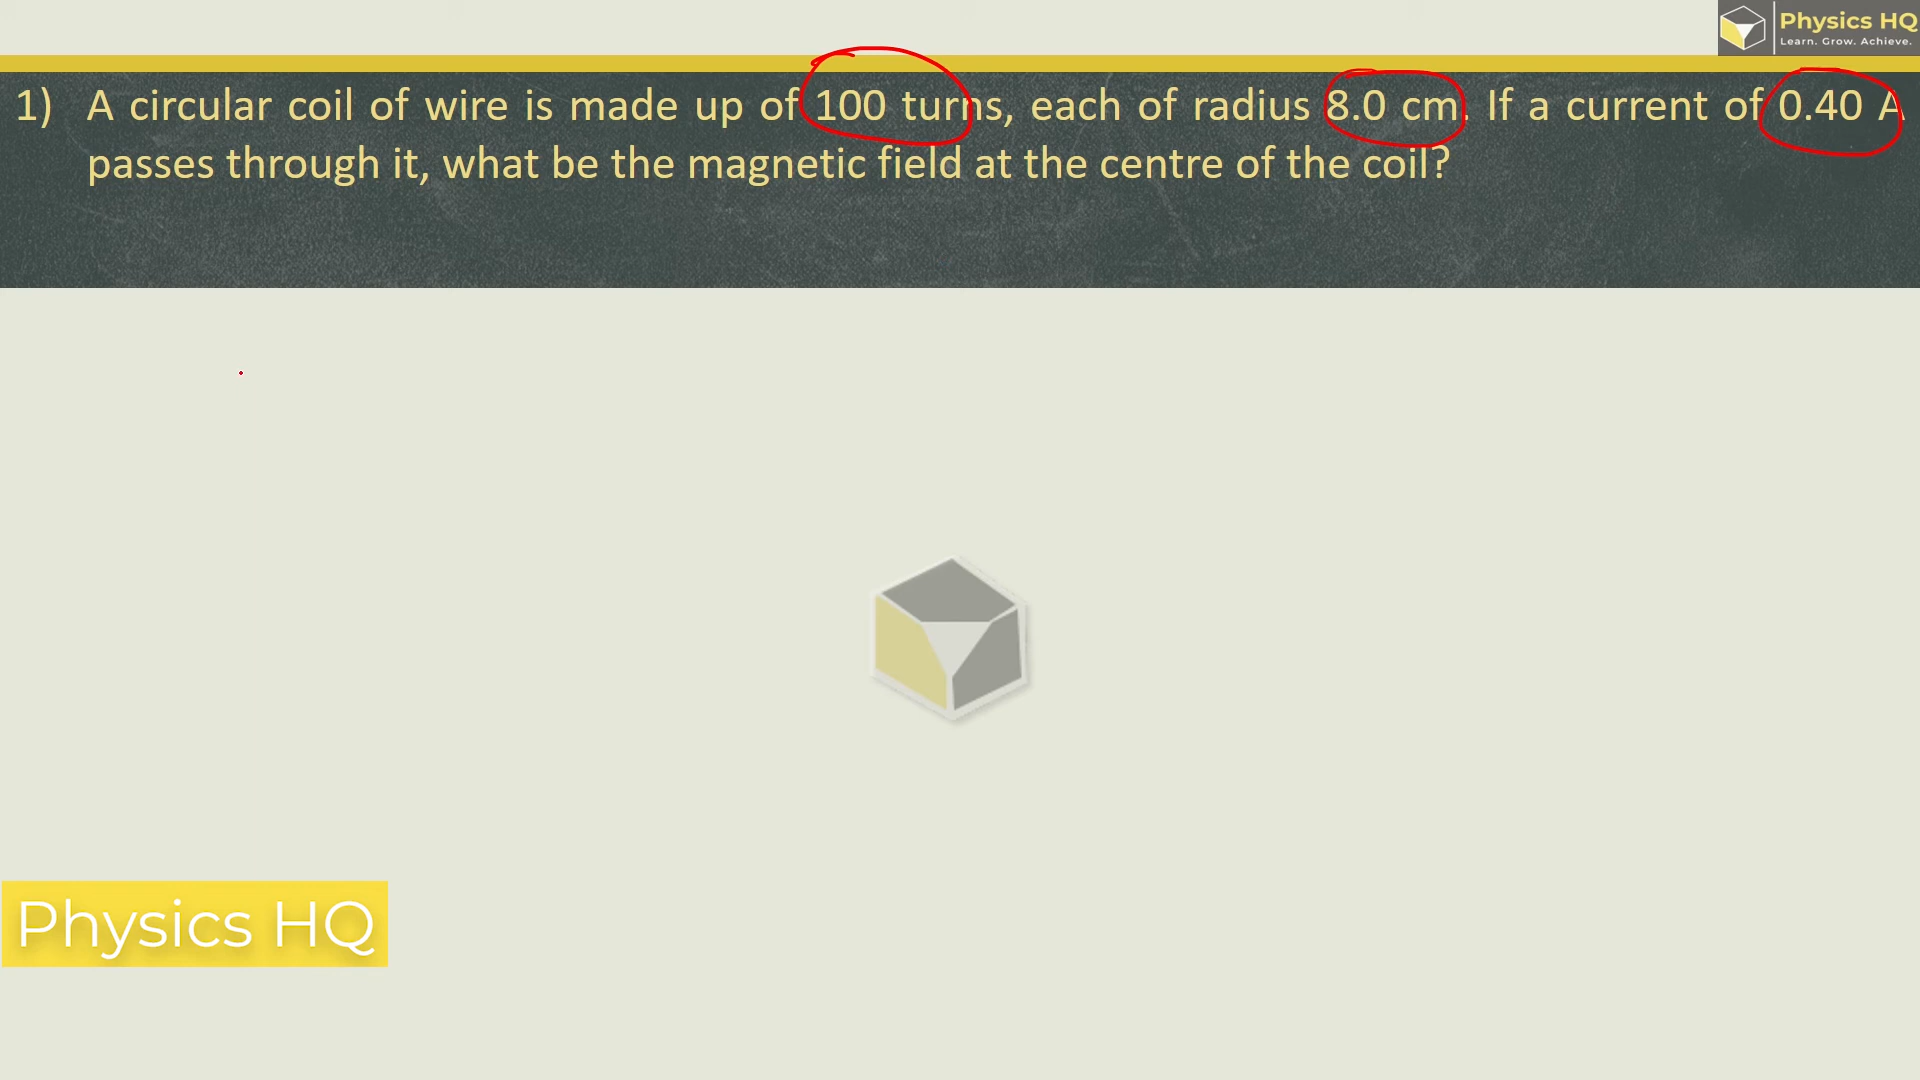 Physics HQ
Learn. Grow. Achieve.
1) A circular coil of wire is made up of 100 turns, each of radius 8.0 cm. If a current of 0.40 A
passes through it, what be the magnetic field at the centre of the coil?
Physics HQ